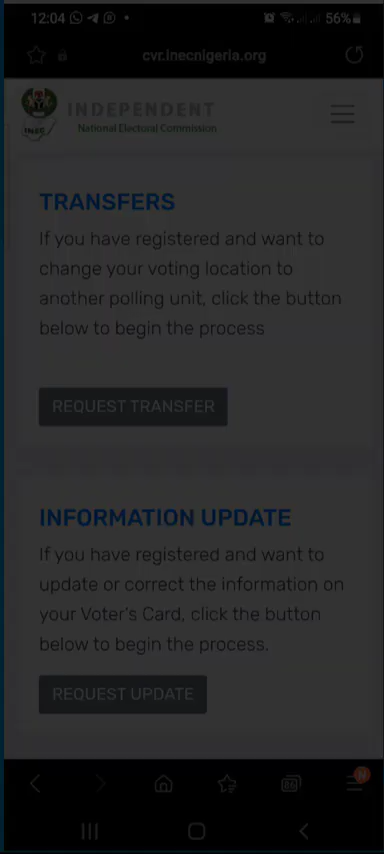 12:04
56%
cvr.inecnigeria.org
INDEPENDENT
National Electoral Commission
INEC
TRANSFERS
If you have registered and want to
change your voting location to
another polling unit, click the button
below to begin the process
REQUEST TRANSFER
INFORMATION UPDATE
If you have registered and want to
update or correct the information on
your Voter's Card, click the button
below to begin the process.
REQUEST UPDATE
86
N